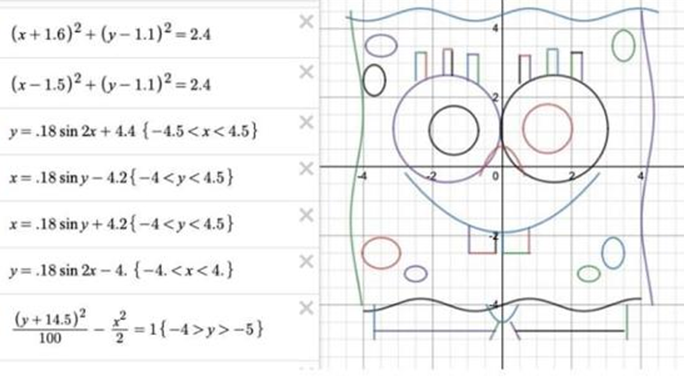 (x + 1.6)² + (y − 1.1)² = 2.4
(x − 1.5)² + (y − 1.1)² = 2.4
y = .18 sin 2x + 4.4 {−4.5 < x < 4.5}
x = .18 sin y − 4.2{−4 < y < 4.5}
x = .18 sin y + 4.2{−4 < y < 4.5}
y = .18 sin 2x − 4. {−4. < x < 4.}
(y + 14.5)²/100 − x²/2 = 1{−4 > y > −5}
4
2
-4 -2 0 2 4
-2
-4